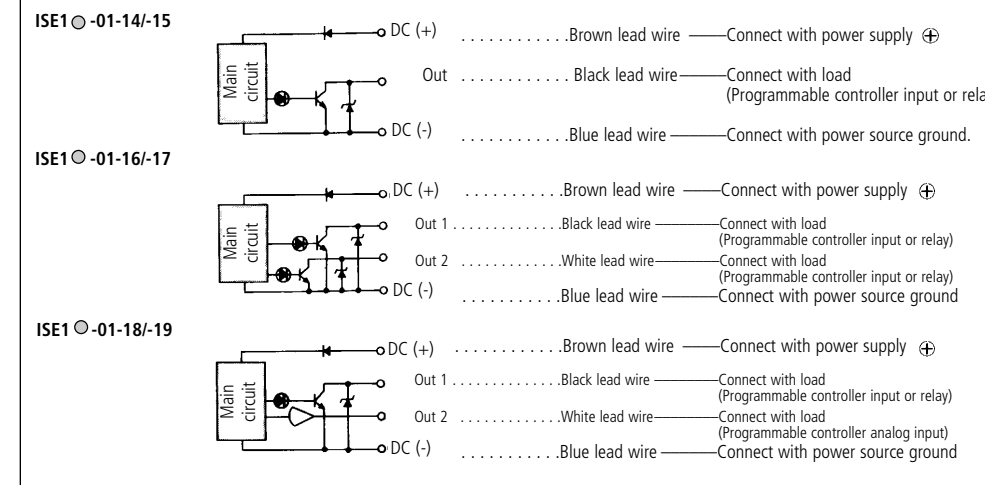 ISE1 -01-14/-15
DC (+) ............Brown lead wire ——Connect with power supply ⊕
Main circuit
Out ............ Black lead wire——Connect with load
(Programmable controller input or rela
DC (-) ...........Blue lead wire ——Connect with power source ground.
ISE1 -01-16/-17
DC (+) ...........Brown lead wire ——Connect with power supply ⊕
Main circuit
Out 1 .............Black lead wire ——Connect with load
(Programmable controller input or relay)
Out 2 ............White lead wire——Connect with load
(Programmable controller input or relay)
DC (-) ...........Blue lead wire ——Connect with power source ground
ISE1 -01-18/-19
DC (+) ............Brown lead wire ——Connect with power supply ⊕
Main circuit
Out 1 .............Black lead wire ——Connect with load
(Programmable controller input or relay)
Out 2 ............White lead wire——Connect with load
(Programmable controller analog input)
DC (-) ...........Blue lead wire ——Connect with power source ground